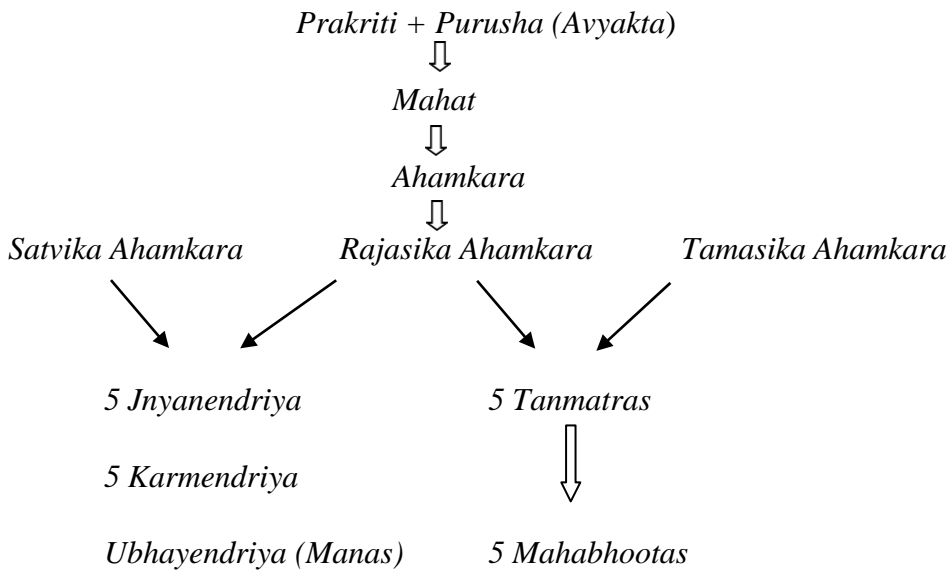 Prakriti + Purusha (Avyakta)
Mahat
Ahamkara
Satvika Ahamkara Rajasika Ahamkara Tamasika Ahamkara
5 Jnyanendriya 5 Tanmatras
5 Karmendriya
Ubhayendriya (Manas) 5 Mahabhootas